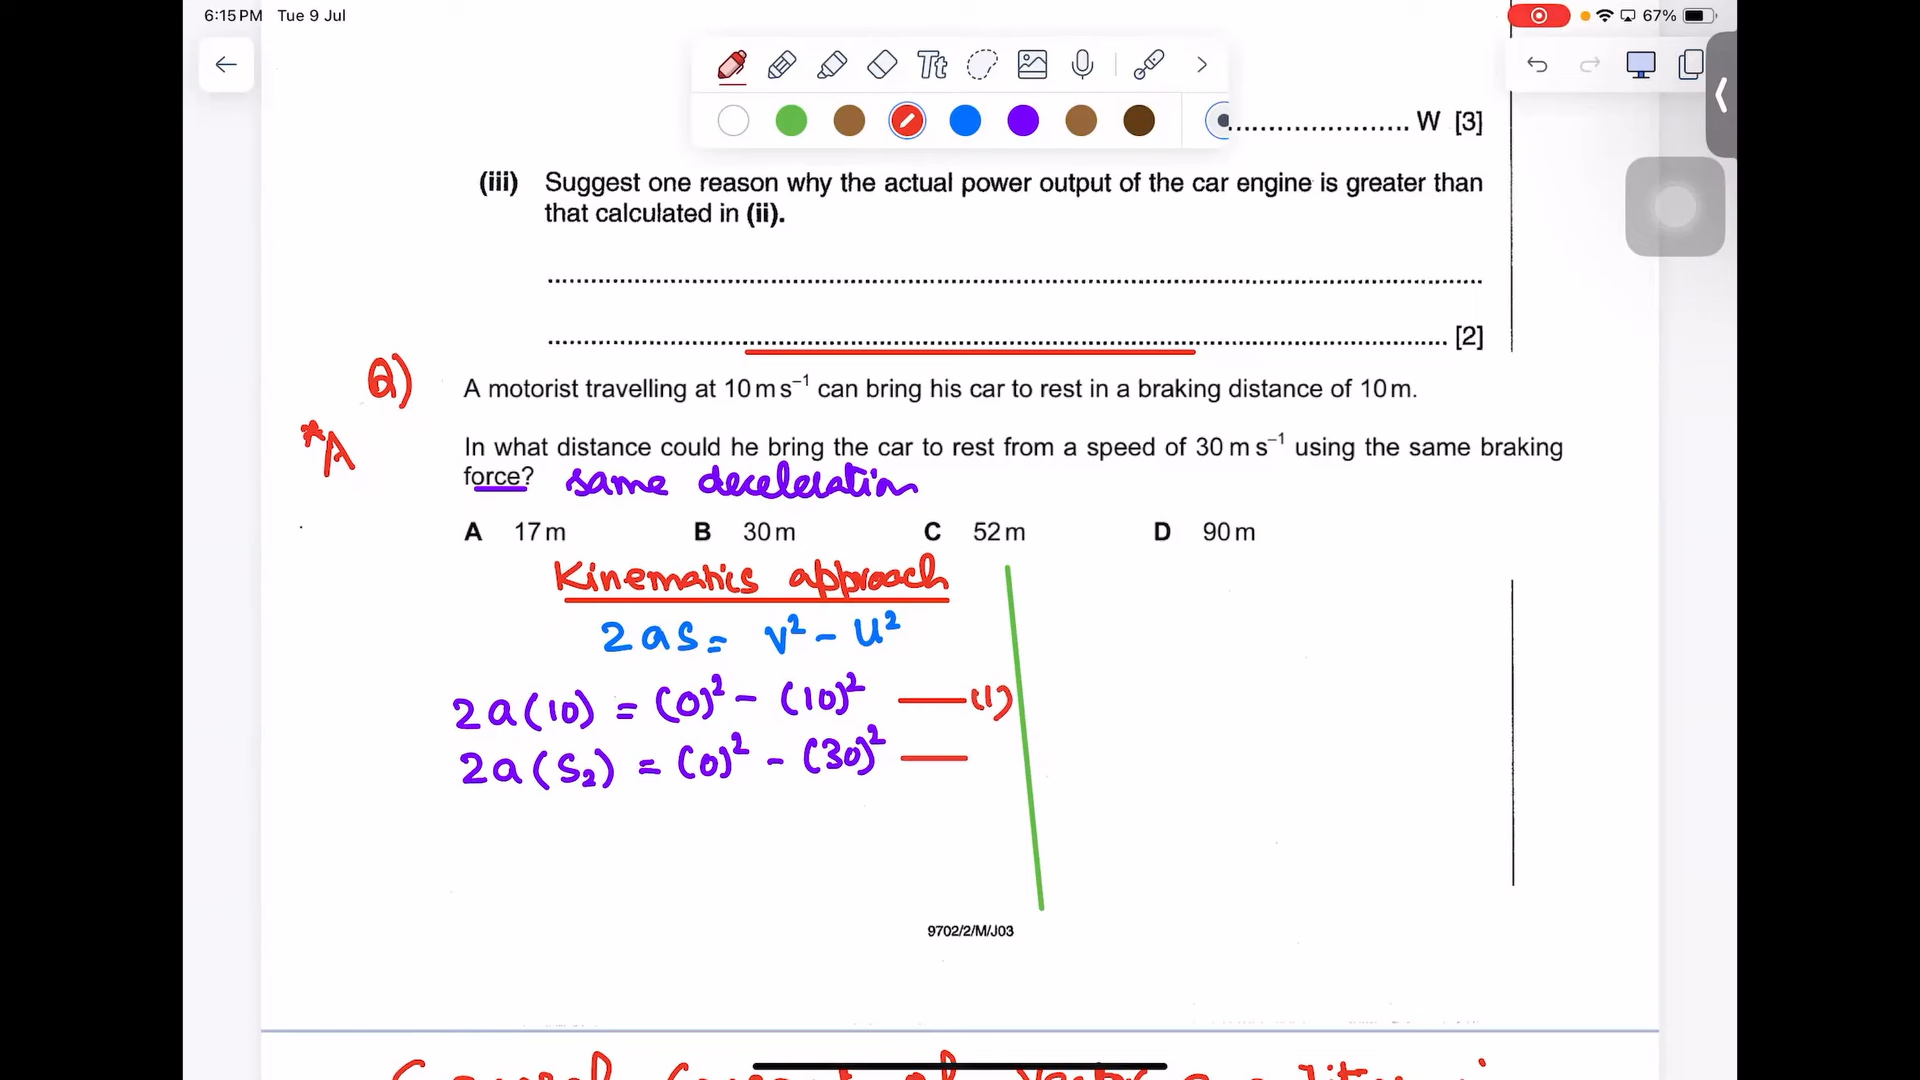 6:15 PM Tue 9 Jul
67%
Tt
W [3]
(iii) Suggest one reason why the actual power output of the car engine is greater than
that calculated in (ii).
[2]
Q)
A motorist travelling at 10 m s⁻¹ can bring his car to rest in a braking distance of 10 m.
*A
In what distance could he bring the car to rest from a speed of 30 m s⁻¹ using the same braking
force? same deceleration
A 17 m B 30 m C 52 m D 90 m
Kinematics approach
2as = v² - u²
2a(10) = (0)² - (10)² —(1)
2a(S₂) = (0)² - (30)² —
9702/2/M/J03